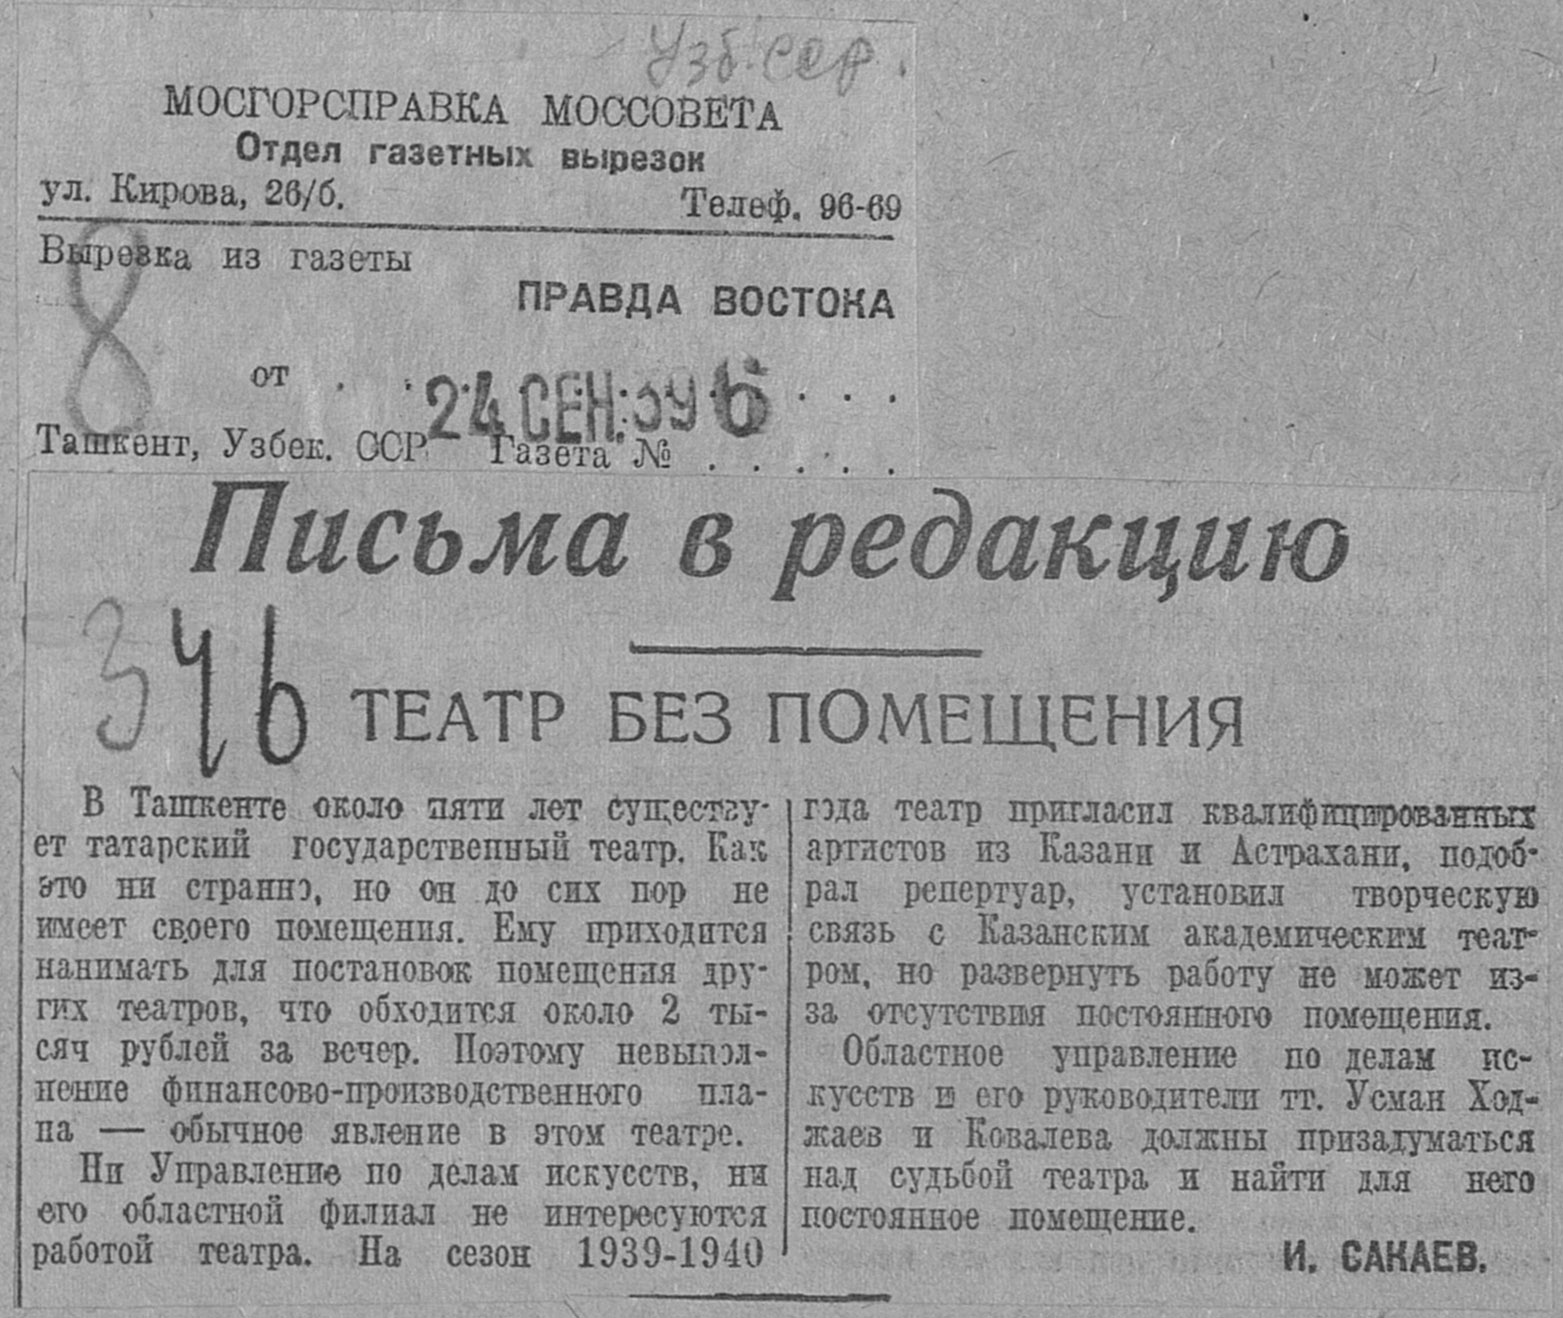 Узб. ССР.
МОСГОРСПРАВКА МОССОВЕТА
Отдел газетных вырезок
ул. Кирова, 26/б. Телеф. 96-69
Вырезка из газеты
8
ПРАВДА ВОСТОКА
от . . 24 СЕН. 39 6 . . .
Ташкент, Узбек. ССР Газета № . . . . .
Письма в редакцию
346
ТЕАТР БЕЗ ПОМЕЩЕНИЯ
В Ташкенте около пяти лет существу-
ет татарский государственный театр. Как
это ни странно, но он до сих пор не
имеет своего помещения. Ему приходится
нанимать для постановок помещения дру-
гих театров, что обходится около 2 ты-
сяч рублей за вечер. Поэтому невыпол-
нение финансово-производственного пла-
на — обычное явление в этом театре.
Ни Управление по делам искусств, ни
его областной филиал не интересуются
работой театра. На сезон 1939-1940
года театр пригласил квалифицированных
артистов из Казани и Астрахани, подоб-
рал репертуар, установил творческую
связь с Казанским академическим теат-
ром, но развернуть работу не может из-
за отсутствия постоянного помещения.
Областное управление по делам ис-
кусств и его руководители тт. Усман Ход-
жаев и Ковалева должны призадуматься
над судьбой театра и найти для него
постоянное помещение.
И. САКАЕВ.